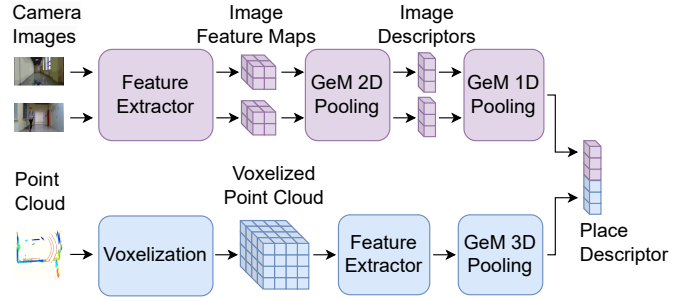 Camera
Images
Image
Feature Maps
Image
Descriptors
Feature
Extractor
GeM 2D
Pooling
GeM 1D
Pooling
Point
Cloud
Voxelized
Point Cloud
Voxelization
Feature
Extractor
GeM 3D
Pooling
Place
Descriptor